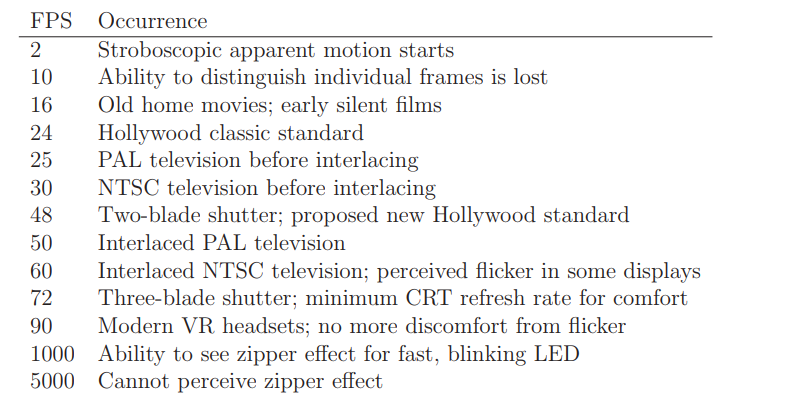 FPS Occurrence
2 Stroboscopic apparent motion starts
10 Ability to distinguish individual frames is lost
16 Old home movies; early silent films
24 Hollywood classic standard
25 PAL television before interlacing
30 NTSC television before interlacing
48 Two-blade shutter; proposed new Hollywood standard
50 Interlaced PAL television
60 Interlaced NTSC television; perceived flicker in some displays
72 Three-blade shutter; minimum CRT refresh rate for comfort
90 Modern VR headsets; no more discomfort from flicker
1000 Ability to see zipper effect for fast, blinking LED
5000 Cannot perceive zipper effect